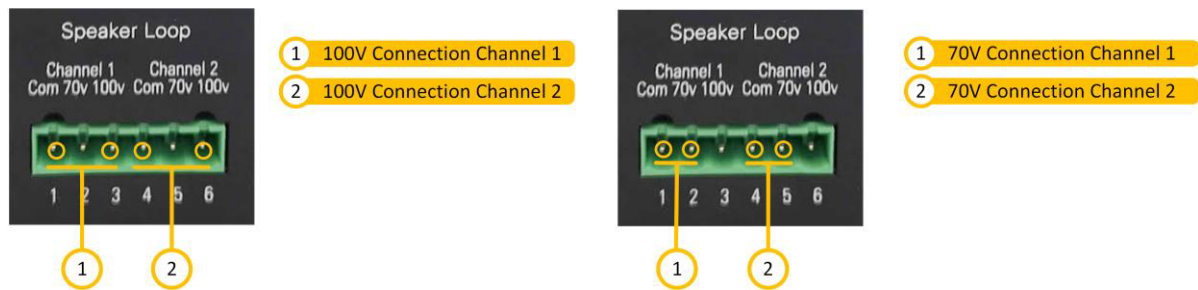 Speaker Loop
Channel 1 Channel 2
Com 70v 100v Com 70v 100v
1 2 3 4 5 6
1 2
1 100V Connection Channel 1
2 100V Connection Channel 2
Speaker Loop
Channel 1 Channel 2
Com 70v 100v Com 70v 100v
1 2 3 4 5 6
1 2
1 70V Connection Channel 1
2 70V Connection Channel 2